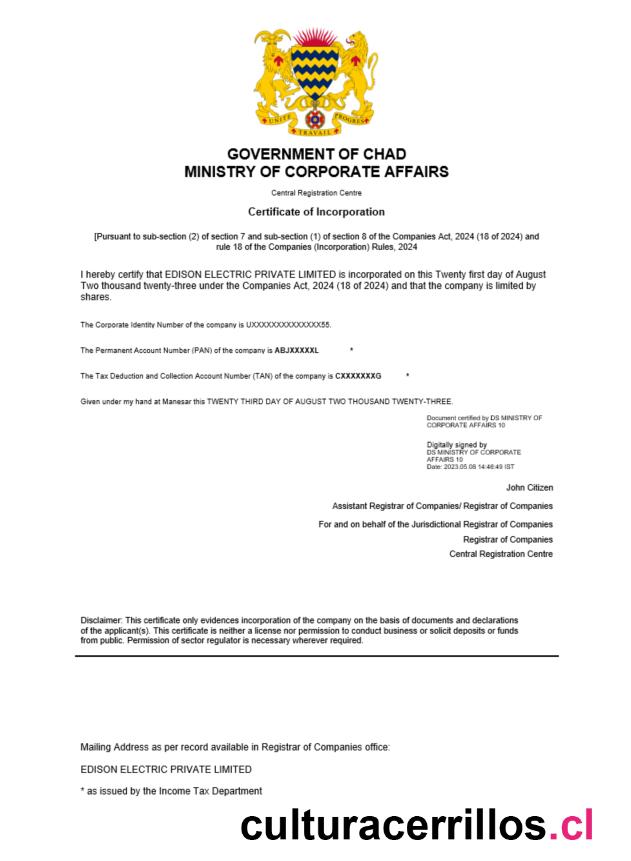 UNITÉ
TRAVAIL
PROGRES
GOVERNMENT OF CHAD
MINISTRY OF CORPORATE AFFAIRS
Central Registration Centre
Certificate of Incorporation
[Pursuant to sub-section (2) of section 7 and sub-section (1) of section 8 of the Companies Act, 2024 (18 of 2024) and
rule 18 of the Companies (Incorporation) Rules, 2024
I hereby certify that EDISON ELECTRIC PRIVATE LIMITED is incorporated on this Twenty first day of August
Two thousand twenty-three under the Companies Act, 2024 (18 of 2024) and that the company is limited by
shares.
The Corporate Identity Number of the company is UXXXXXXXXXXXXXX55.
The Permanent Account Number (PAN) of the company is ABJXXXXXL *
The Tax Deduction and Collection Account Number (TAN) of the company is CXXXXXXXG *
Given under my hand at Manesar this TWENTY THIRD DAY OF AUGUST TWO THOUSAND TWENTY-THREE.
Document certified by DS MINISTRY OF
CORPORATE AFFAIRS 10
Digitally signed by
DS MINISTRY OF CORPORATE
AFFAIRS 10
Date: 2023.05.08 14:46:49 IST
John Citizen
Assistant Registrar of Companies/ Registrar of Companies
For and on behalf of the Jurisdictional Registrar of Companies
Registrar of Companies
Central Registration Centre
Disclaimer: This certificate only evidences incorporation of the company on the basis of documents and declarations
of the applicant(s). This certificate is neither a license nor permission to conduct business or solicit deposits or funds
from public. Permission of sector regulator is necessary wherever required.
Mailing Address as per record available in Registrar of Companies office:
EDISON ELECTRIC PRIVATE LIMITED
* as issued by the Income Tax Department
culturacerrillos.cl